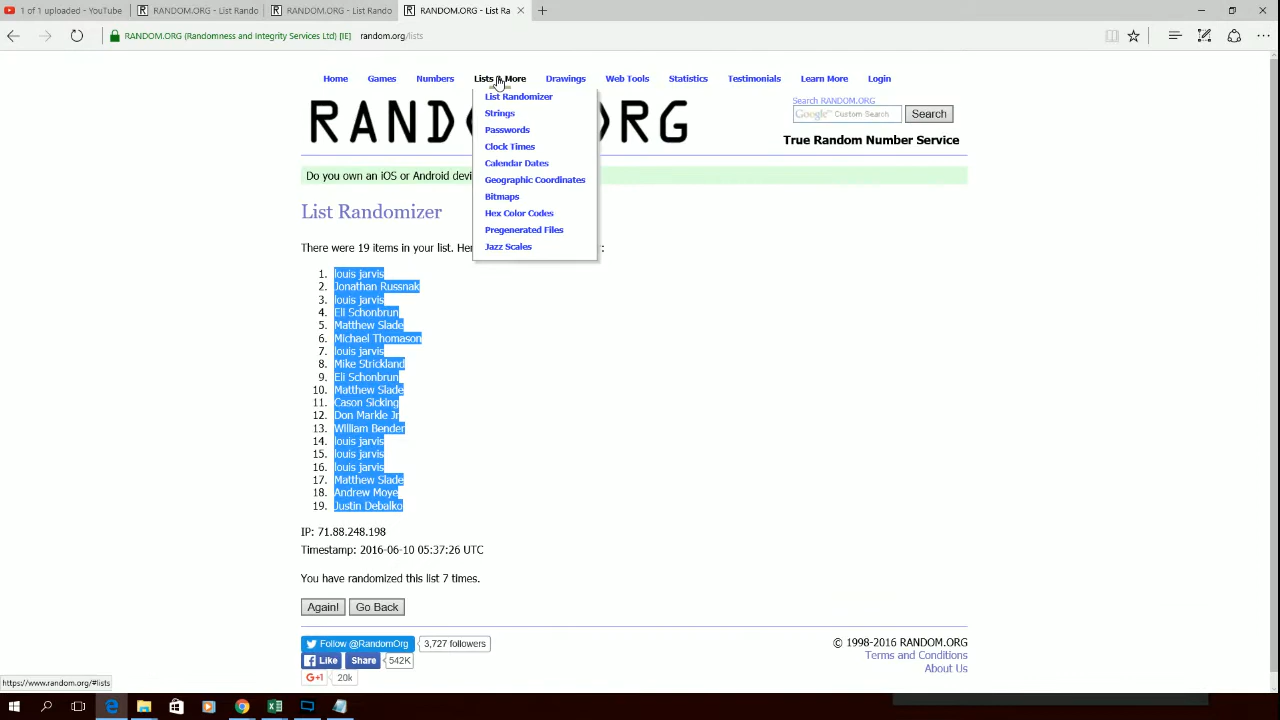 1 of 1 uploaded - YouTube
RANDOM.ORG - List Rando
RANDOM.ORG - List Rando
RANDOM.ORG - List Ra
RANDOM.ORG (Randomness and Integrity Services Ltd) [IE]
random.org/lists
Home
Games
Numbers
Lists & More
Drawings
Web Tools
Statistics
Testimonials
Learn More
Login
List Randomizer
Strings
Passwords
Clock Times
Calendar Dates
Geographic Coordinates
Bitmaps
Hex Color Codes
Pregenerated Files
Jazz Scales
Search RANDOM.ORG
Google™ Custom Search
Search
True Random Number Service
Do you own an iOS or Android devi
List Randomizer
There were 19 items in your list. He
1. louis jarvis
2. Jonathan Russnak
3. louis jarvis
4. Eli Schonbrun
5. Matthew Slade
6. Michael Thomason
7. louis jarvis
8. Mike Strickland
9. Eli Schonbrun
10. Matthew Slade
11. Cason Sicking
12. Don Markle Jr
13. William Bender
14. louis jarvis
15. louis jarvis
16. louis jarvis
17. Matthew Slade
18. Andrew Moye
19. Justin Debalko
IP: 71.88.248.198
Timestamp: 2016-06-10 05:37:26 UTC
You have randomized this list 7 times.
Again!
Go Back
Follow @RandomOrg
3,727 followers
Like
Share
542K
G+1
20k
© 1998-2016 RANDOM.ORG
Terms and Conditions
About Us
https://www.random.org/#lists